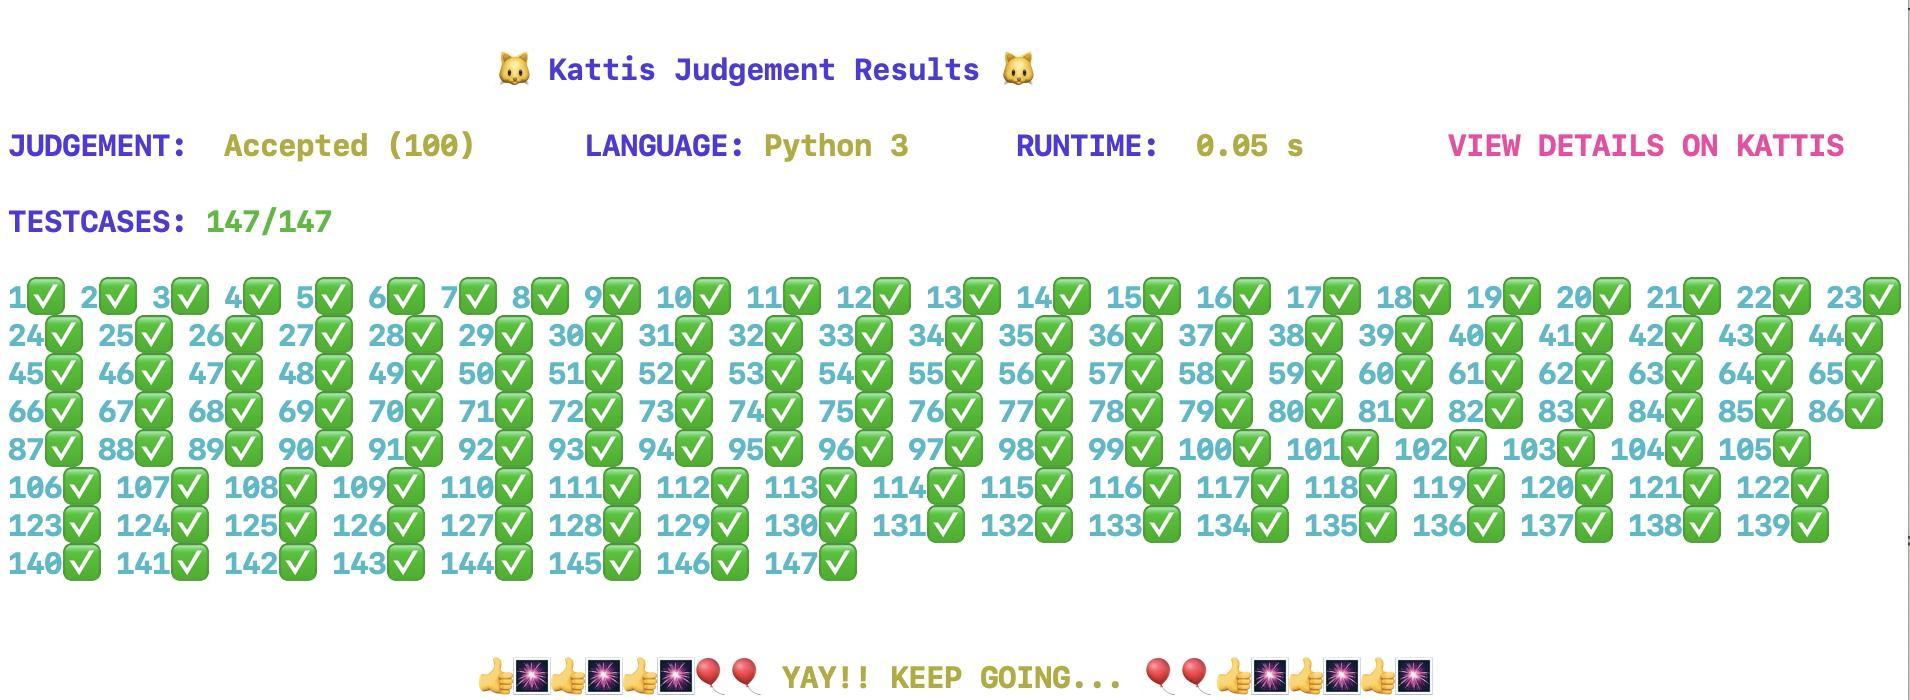 🐱 Kattis Judgement Results 🐱
JUDGEMENT: Accepted (100) LANGUAGE: Python 3 RUNTIME: 0.05 s VIEW DETAILS ON KATTIS
TESTCASES: 147/147
1✅ 2✅ 3✅ 4✅ 5✅ 6✅ 7✅ 8✅ 9✅ 10✅ 11✅ 12✅ 13✅ 14✅ 15✅ 16✅ 17✅ 18✅ 19✅ 20✅ 21✅ 22✅ 23✅
24✅ 25✅ 26✅ 27✅ 28✅ 29✅ 30✅ 31✅ 32✅ 33✅ 34✅ 35✅ 36✅ 37✅ 38✅ 39✅ 40✅ 41✅ 42✅ 43✅ 44✅
45✅ 46✅ 47✅ 48✅ 49✅ 50✅ 51✅ 52✅ 53✅ 54✅ 55✅ 56✅ 57✅ 58✅ 59✅ 60✅ 61✅ 62✅ 63✅ 64✅ 65✅
66✅ 67✅ 68✅ 69✅ 70✅ 71✅ 72✅ 73✅ 74✅ 75✅ 76✅ 77✅ 78✅ 79✅ 80✅ 81✅ 82✅ 83✅ 84✅ 85✅ 86✅
87✅ 88✅ 89✅ 90✅ 91✅ 92✅ 93✅ 94✅ 95✅ 96✅ 97✅ 98✅ 99✅ 100✅ 101✅ 102✅ 103✅ 104✅ 105✅
106✅ 107✅ 108✅ 109✅ 110✅ 111✅ 112✅ 113✅ 114✅ 115✅ 116✅ 117✅ 118✅ 119✅ 120✅ 121✅ 122✅
123✅ 124✅ 125✅ 126✅ 127✅ 128✅ 129✅ 130✅ 131✅ 132✅ 133✅ 134✅ 135✅ 136✅ 137✅ 138✅ 139✅
140✅ 141✅ 142✅ 143✅ 144✅ 145✅ 146✅ 147✅
👍🎆👍🎆👍🎆🎈🎈 YAY!! KEEP GOING... 🎈🎈👍🎆👍🎆👍🎆